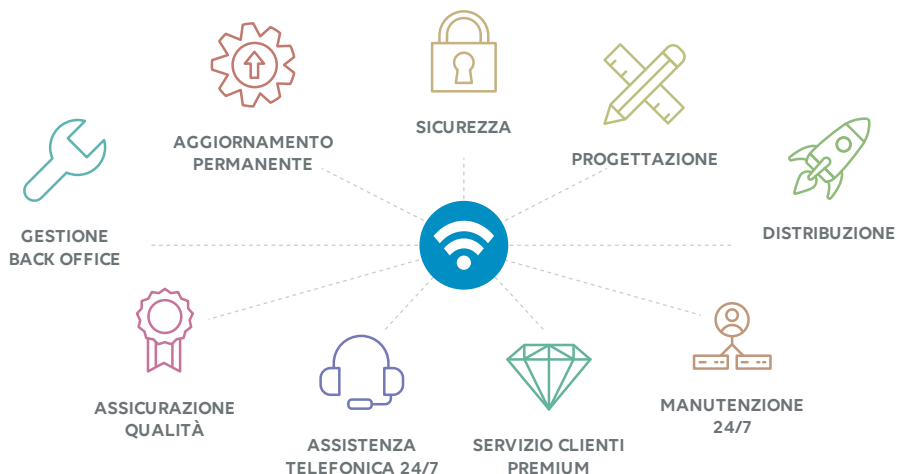 SICUREZZA
AGGIORNAMENTO
PERMANENTE
PROGETTAZIONE
GESTIONE
BACK OFFICE
DISTRIBUZIONE
ASSICURAZIONE
QUALITÀ
MANUTENZIONE
24/7
ASSISTENZA
TELEFONICA 24/7
SERVIZIO CLIENTI
PREMIUM